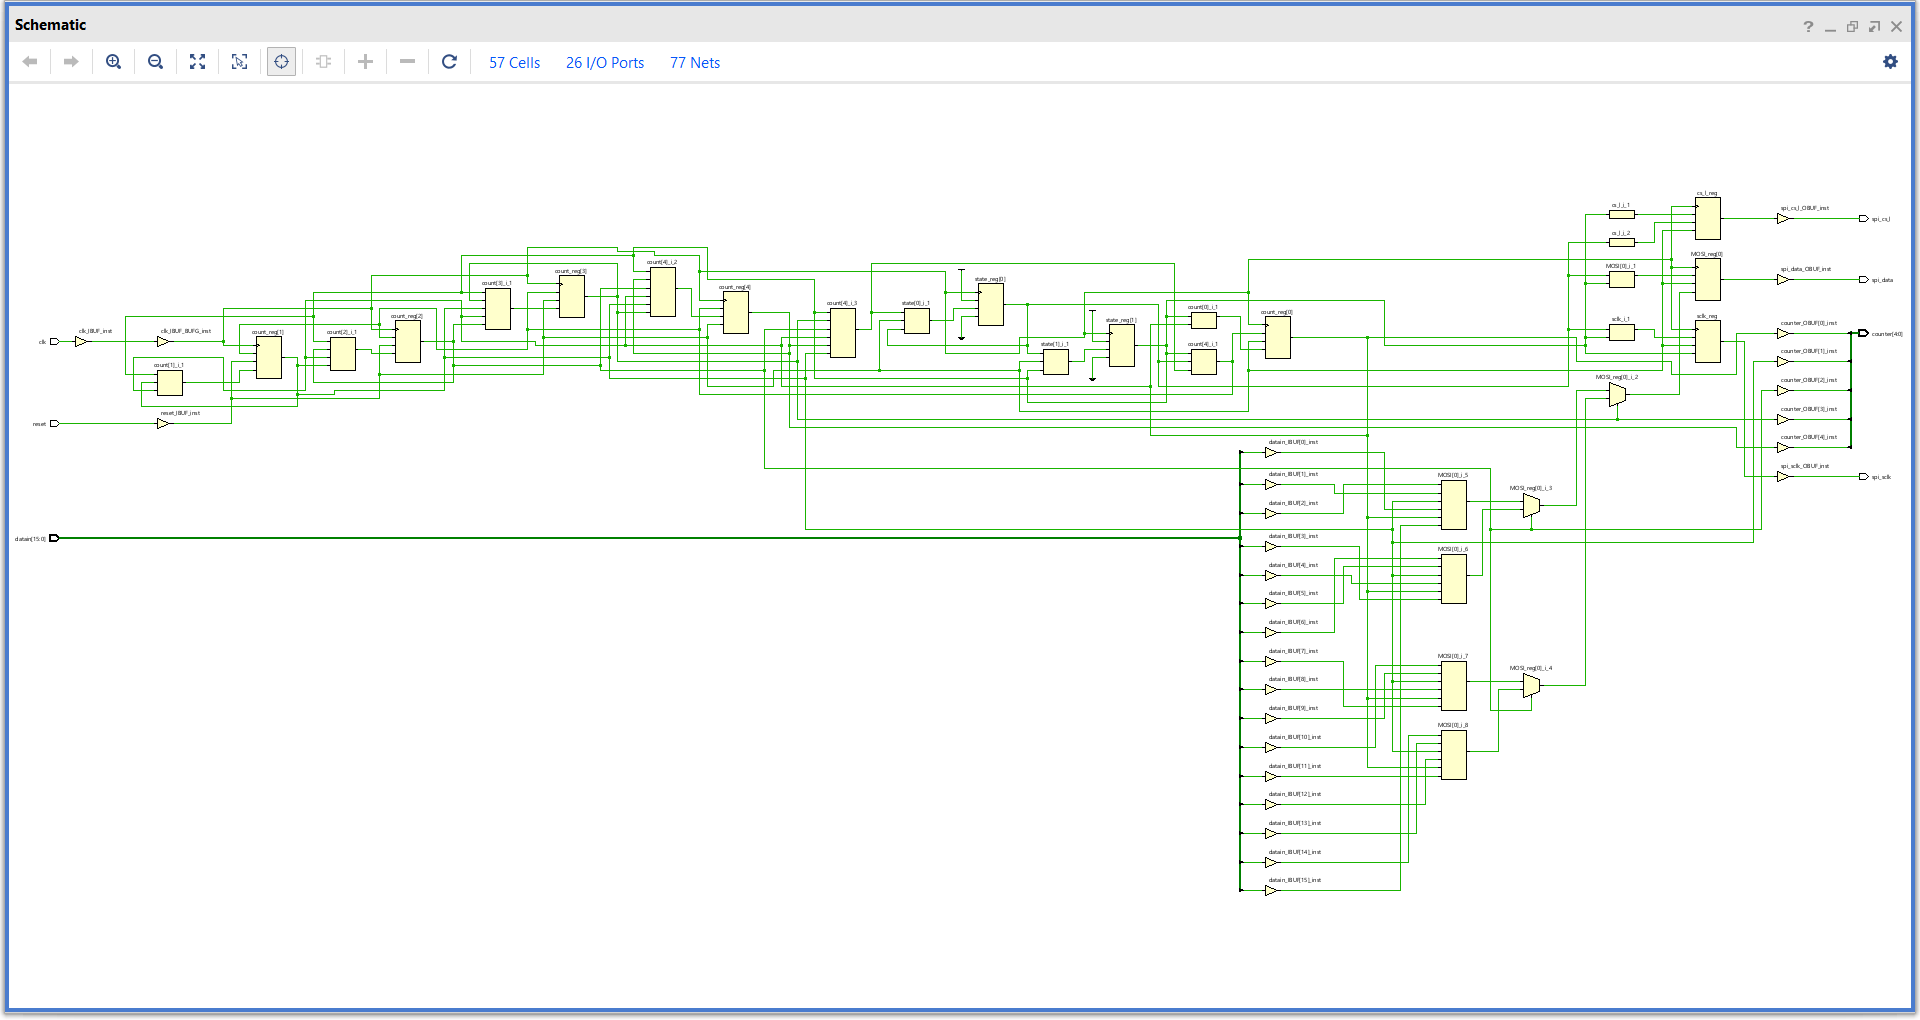 Schematic
57 Cells 26 I/O Ports 77 Nets
cs_l_reg
cs_l_i_1
spi_cs_l_OBUF_inst
spi_cs_l
cs_l_i_2
count[4]_i_2
MOSI_reg[0]
count_reg[3]
MOSI[0]_i_1
spi_data_OBUF_inst
spi_data
count[3]_i_1
state_reg[0]
count_reg[4]
count[4]_i_3
state[0]_i_1
count[0]_i_1
count_reg[0]
count_reg[2]
state_reg[1]
sclk_i_1
sclk_reg
counter_OBUF[0]_inst
counter[4:0]
clk_IBUF_inst
clk_IBUF_BUFG_inst
count_reg[1]
count[2]_i_1
clk
state[1]_i_1
count[4]_i_1
counter_OBUF[1]_inst
count[1]_i_1
MOSI_reg[0]_i_2
counter_OBUF[2]_inst
reset_IBUF_inst
reset
counter_OBUF[3]_inst
counter_OBUF[4]_inst
datain_IBUF[0]_inst
spi_sclk_OBUF_inst
spi_sclk
datain_IBUF[1]_inst
MOSI[0]_i_5
MOSI_reg[0]_i_3
datain_IBUF[2]_inst
datain[15:0]
datain_IBUF[3]_inst
MOSI[0]_i_6
datain_IBUF[4]_inst
datain_IBUF[5]_inst
datain_IBUF[6]_inst
datain_IBUF[7]_inst
MOSI[0]_i_7
MOSI_reg[0]_i_4
datain_IBUF[8]_inst
datain_IBUF[9]_inst
MOSI[0]_i_8
datain_IBUF[10]_inst
datain_IBUF[11]_inst
datain_IBUF[12]_inst
datain_IBUF[13]_inst
datain_IBUF[14]_inst
datain_IBUF[15]_inst